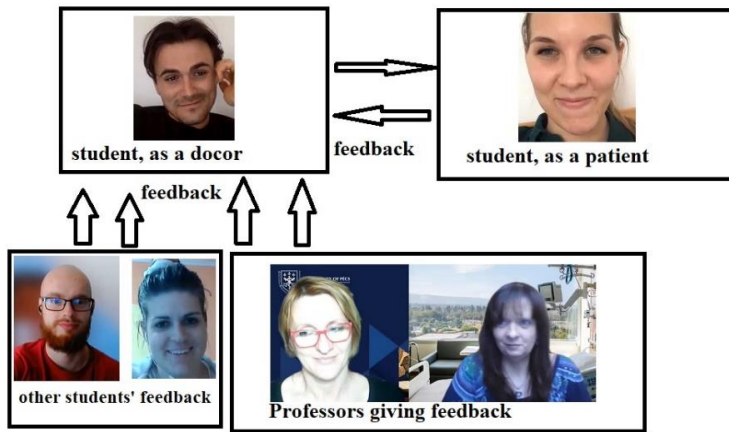 student, as a docor
feedback
student, as a patient
feedback
other students' feedback
Professors giving feedback